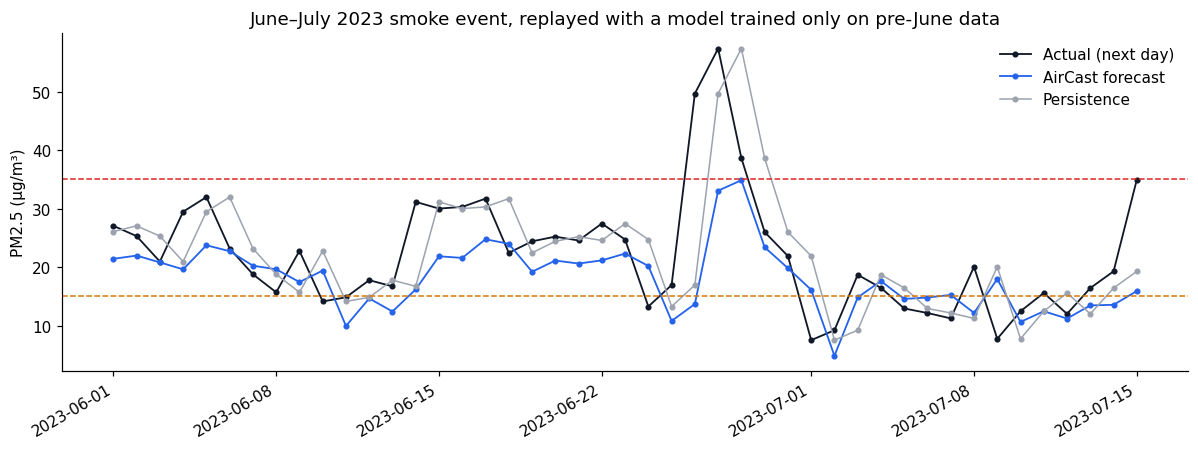 June–July 2023 smoke event, replayed with a model trained only on pre-June data
Actual (next day)
AirCast forecast
Persistence
PM2.5 (µg/m³)
50
40
30
20
10
2023-06-01
2023-06-08
2023-06-15
2023-06-22
2023-07-01
2023-07-08
2023-07-15